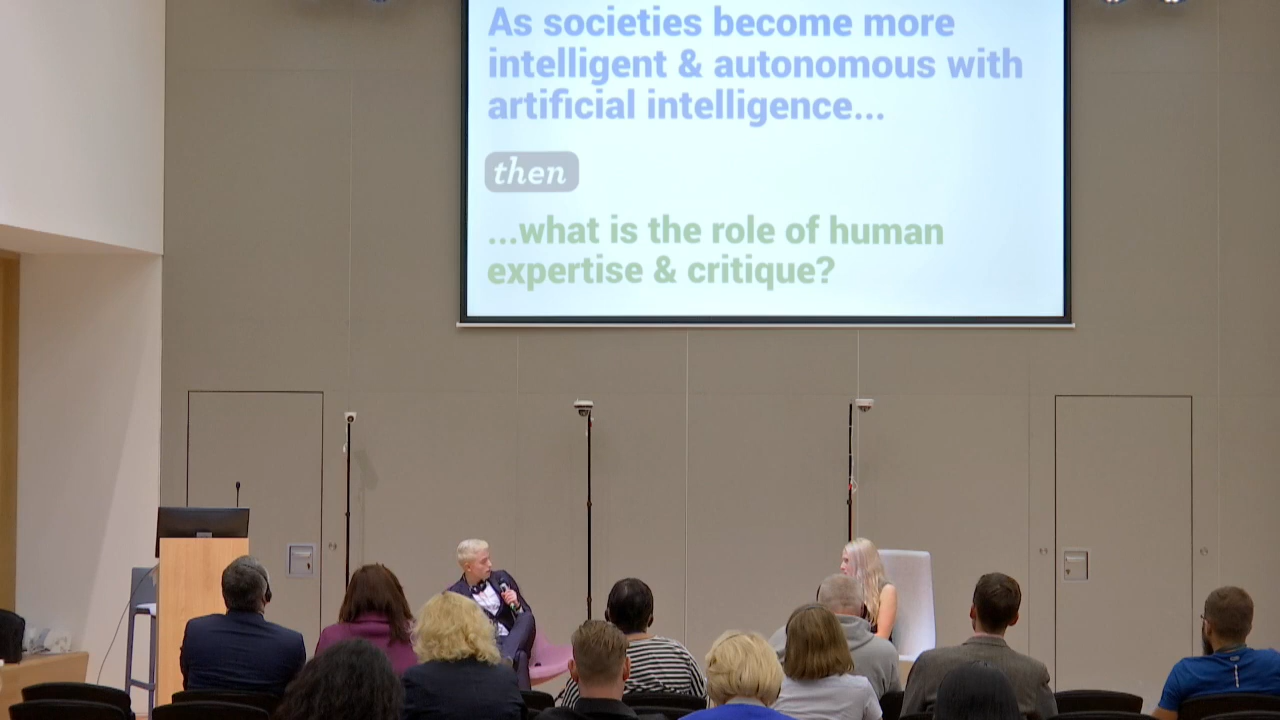 As societies become more
intelligent & autonomous with
artificial intelligence...
then
...what is the role of human
expertise & critique?